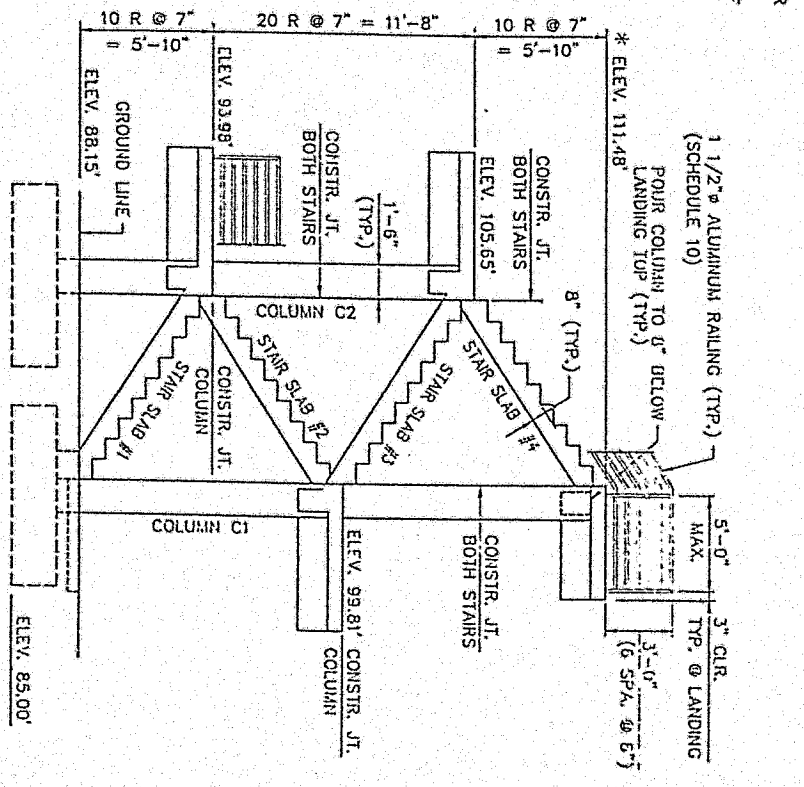 10 R @ 7"
= 5'-10"
20 R @ 7" = 11'-8"
10 R @ 7"
= 5'-10"
* ELEV. 111.48'
1 1/2"ø ALUMINUM RAILING (TYP.)
(SCHEDULE 10)
POUR COLUMN TO 8" BELOW
LANDING TOP (TYP.)
5'-0"
MAX.
3" CLR.
TYP. @ LANDING
3'-0"
(6 SPA. @ 6")
CONSTR. JT.
BOTH STAIRS
ELEV. 105.65'
8" (TYP.)
1'-6"
(TYP.)
CONSTR. JT.
BOTH STAIRS
ELEV. 93.98'
COLUMN C2
STAIR SLAB #4
STAIR SLAB #3
STAIR SLAB #2
STAIR SLAB #1
CONSTR. JT.
COLUMN
CONSTR. JT.
BOTH STAIRS
COLUMN C1
ELEV. 99.81'
CONSTR. JT.
COLUMN
GROUND LINE
ELEV. 88.15'
ELEV. 85.00'